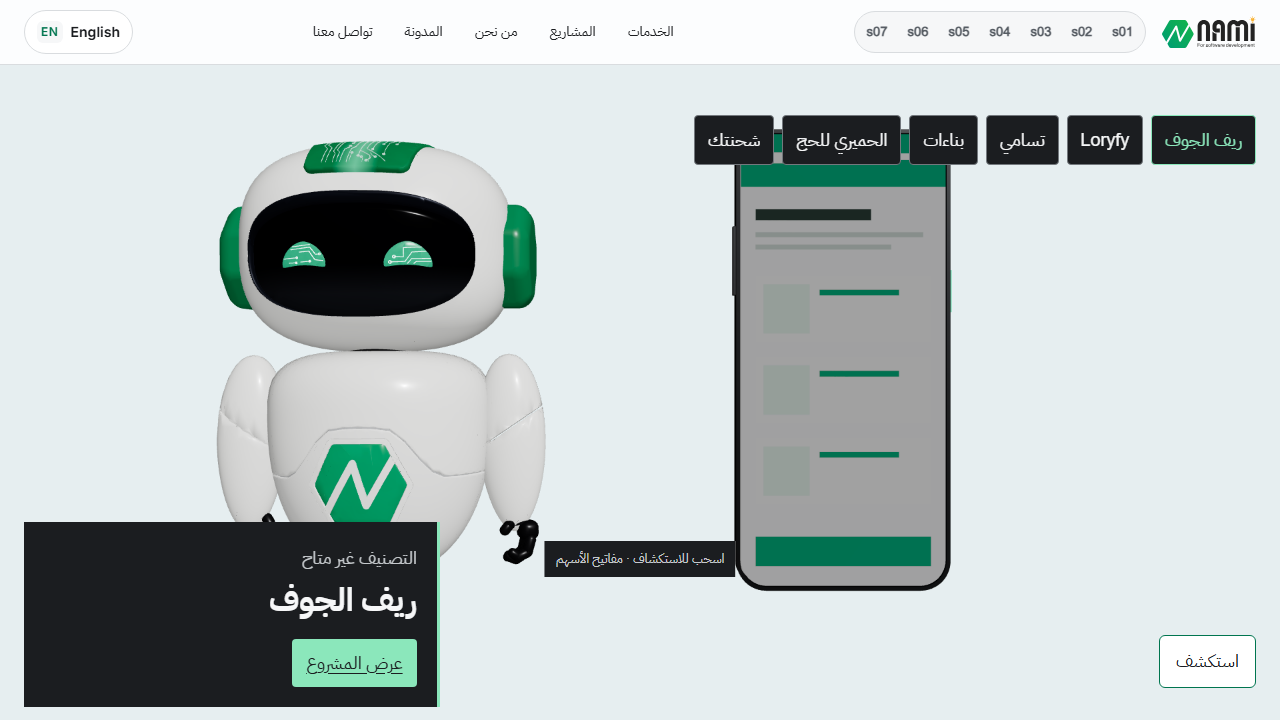 nami
For software development
s01 s02 s03 s04 s05 s06 s07
الخدمات المشاريع من نحن المدونة تواصل معنا
EN English
ريف الجوف Loryfy تسامي بناءات الحميري للحج شحنتك
اسحب للاستكشاف · مفاتيح الأسهم
التصنيف غير متاح
ريف الجوف
عرض المشروع
استكشف